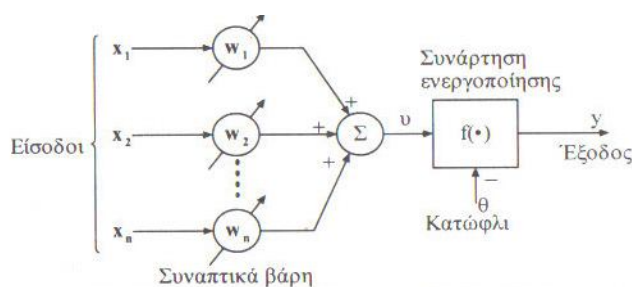 x₁ w₁
Συνάρτηση
ενεργοποίησης
+
Είσοδοι x₂ w₂ + Σ υ f(•) y
Έξοδος
+
−
θ
xₙ wₙ Κατώφλι
Συναπτικά βάρη